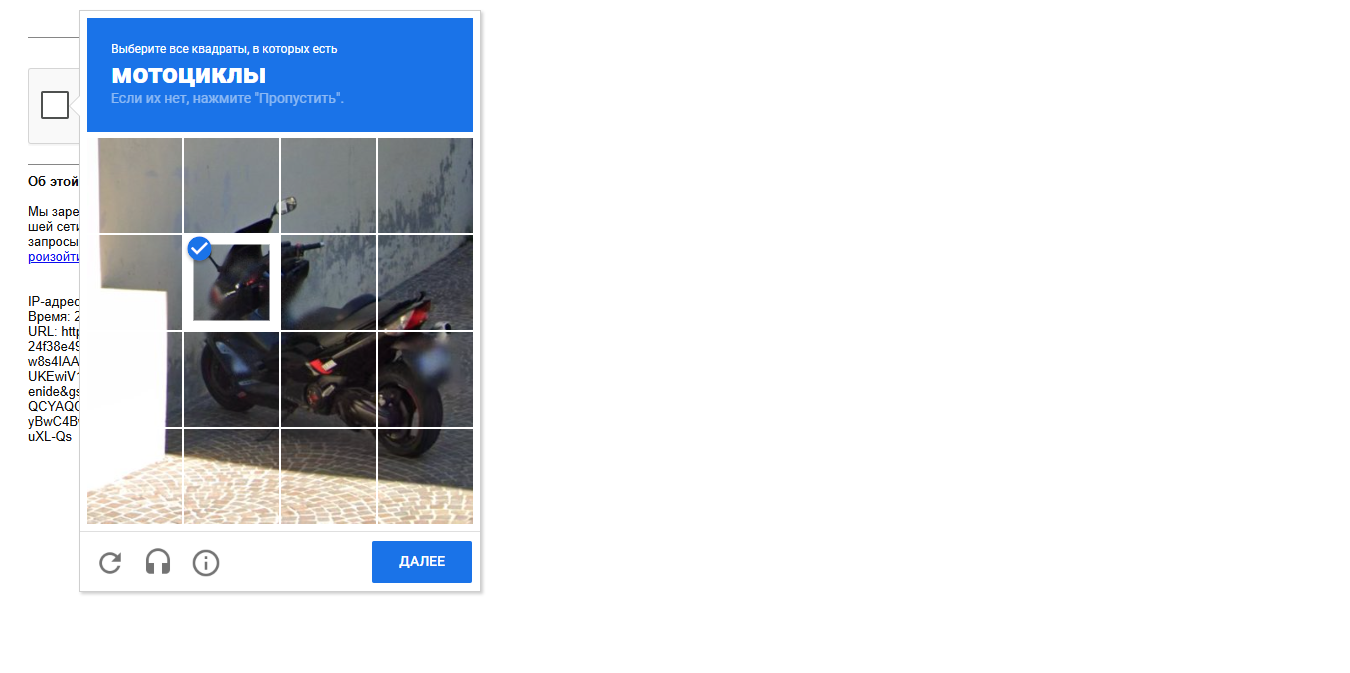 Выберите все квадраты, в которых есть
мотоциклы
Если их нет, нажмите "Пропустить".
Об этой
Мы заре
шей сети
запросы
роизойти
IP-адрес
Время: 2
URL: http
24f38e49
w8s4IAA
UKEwiV1
enide&gs
QCYAQC
yBwC4Bw
uXL-Qs
ДАЛЕЕ